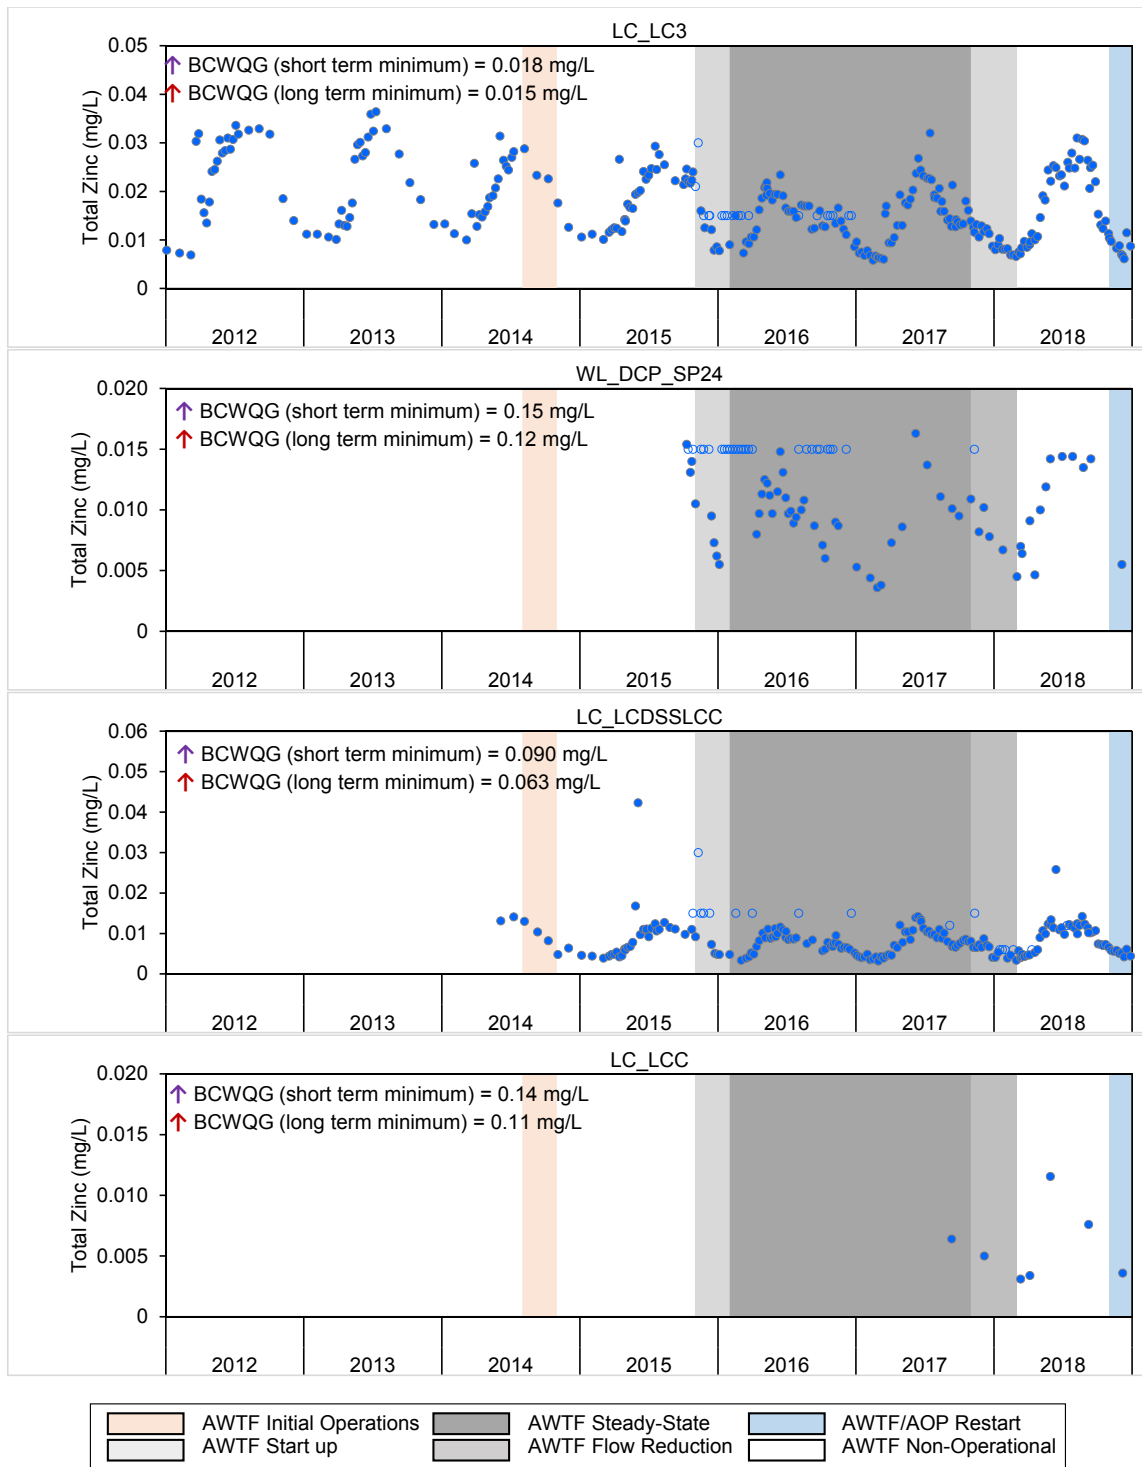 LC_LC3
0.05
↑ BCWQG (short term minimum) = 0.018 mg/L
0.04
↑ BCWQG (long term minimum) = 0.015 mg/L
0.03
Total Zinc (mg/L)
0.02
0.01
0
2012 2013 2014 2015 2016 2017 2018
WL_DCP_SP24
0.020
↑ BCWQG (short term minimum) = 0.15 mg/L
↑ BCWQG (long term minimum) = 0.12 mg/L
0.015
Total Zinc (mg/L)
0.010
0.005
0
2012 2013 2014 2015 2016 2017 2018
LC_LCDSSLCC
0.06
↑ BCWQG (short term minimum) = 0.090 mg/L
0.05
↑ BCWQG (long term minimum) = 0.063 mg/L
0.04
Total Zinc (mg/L)
0.03
0.02
0.01
0
2012 2013 2014 2015 2016 2017 2018
LC_LCC
0.020
↑ BCWQG (short term minimum) = 0.14 mg/L
↑ BCWQG (long term minimum) = 0.11 mg/L
0.015
Total Zinc (mg/L)
0.010
0.005
0
2012 2013 2014 2015 2016 2017 2018
AWTF Initial Operations AWTF Steady-State AWTF/AOP Restart
AWTF Start up AWTF Flow Reduction AWTF Non-Operational